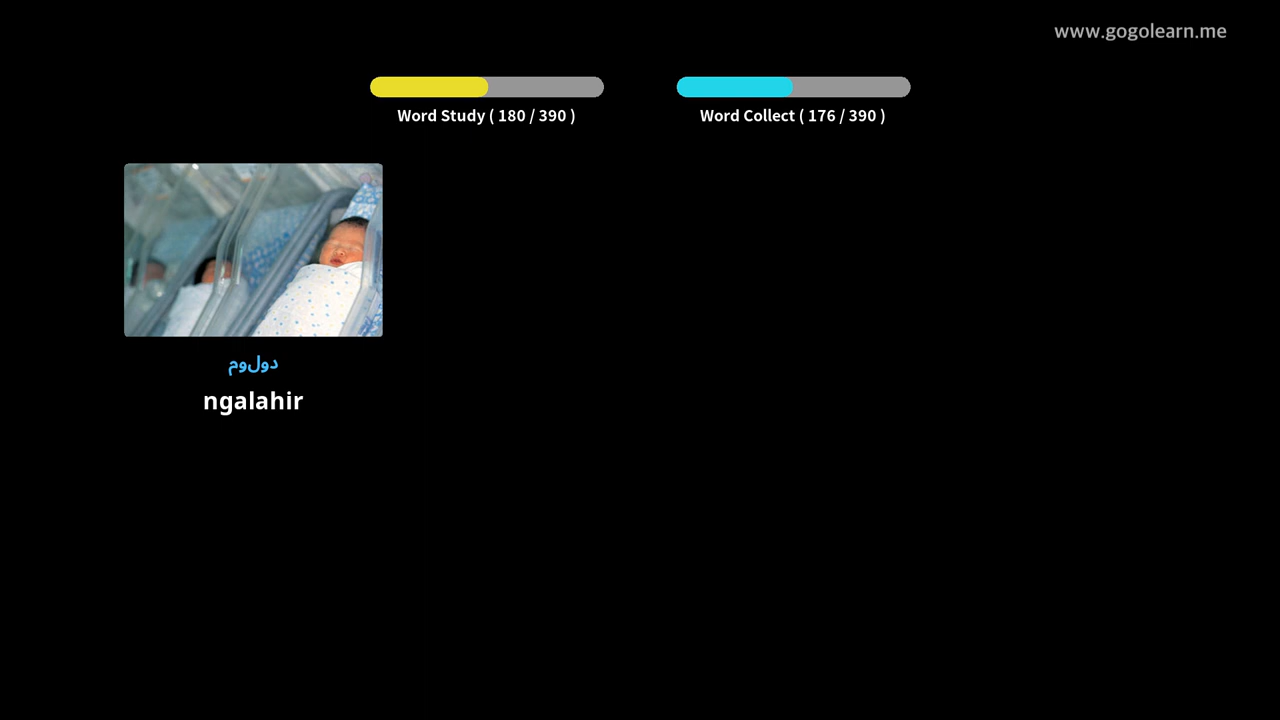 www.gogolearn.me
Word Study ( 180 / 390 )
Word Collect ( 176 / 390 )
دولوم
ngalahir